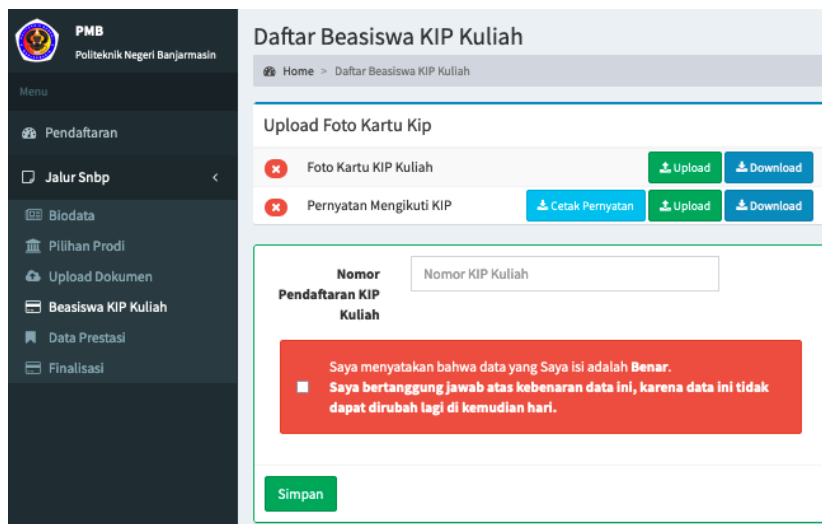 PMB
Politeknik Negeri Banjarmasin
Menu
Pendaftaran
Jalur Snbp
Biodata
Pilihan Prodi
Upload Dokumen
Beasiswa KIP Kuliah
Data Prestasi
Finalisasi
Daftar Beasiswa KIP Kuliah
Home > Daftar Beasiswa KIP Kuliah
Upload Foto Kartu Kip
Foto Kartu KIP Kuliah Upload Download
Pernyatan Mengikuti KIP Cetak Pernyatan Upload Download
Nomor
Pendaftaran KIP
Kuliah
Nomor KIP Kuliah
Saya menyatakan bahwa data yang Saya isi adalah Benar.
Saya bertanggung jawab atas kebenaran data ini, karena data ini tidak
dapat dirubah lagi di kemudian hari.
Simpan